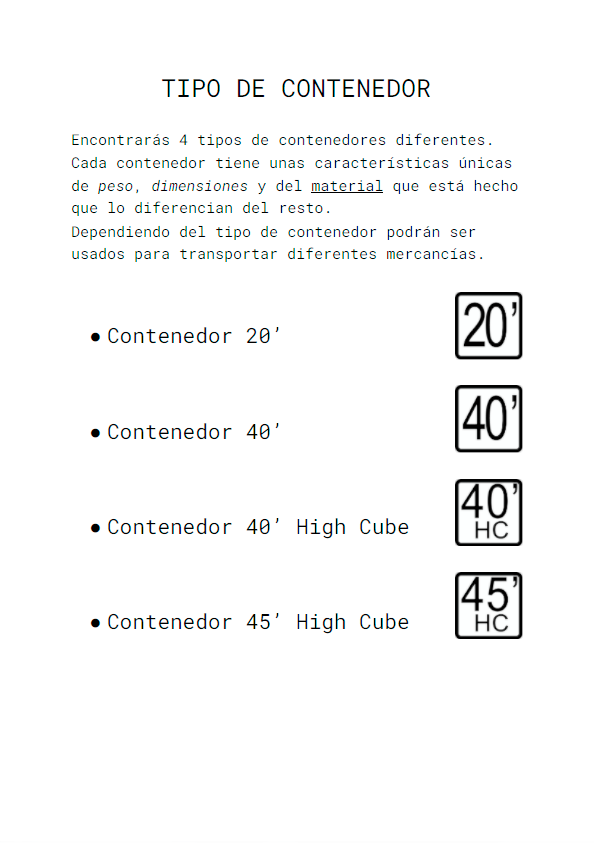 TIPO DE CONTENEDOR
Encontrarás 4 tipos de contenedores diferentes.
Cada contenedor tiene unas características únicas
de peso, dimensiones y del material que está hecho
que lo diferencian del resto.
Dependiendo del tipo de contenedor podrán ser
usados para transportar diferentes mercancías.
● Contenedor 20’
20’
● Contenedor 40’
40’
● Contenedor 40’ High Cube
40’
HC
● Contenedor 45’ High Cube
45’
HC